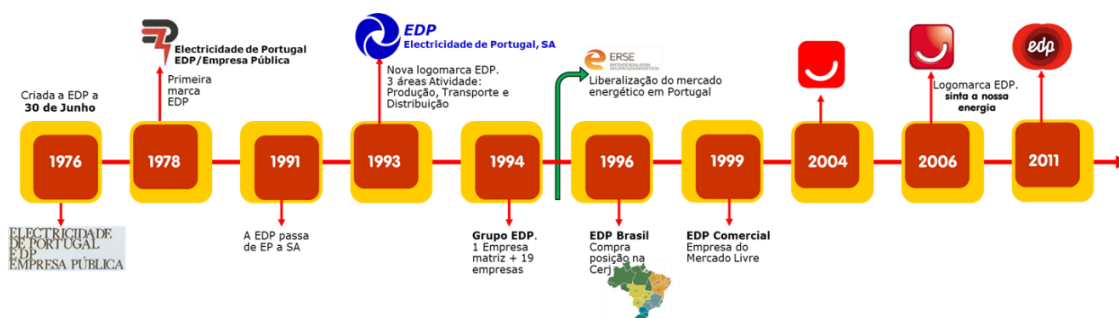 Criada a EDP a
30 de Junho
1976
ELECTRICIDADE
DE PORTUGAL
EDP
EMPRESA PÚBLICA
Electricidade de Portugal
EDP/Empresa Pública
Primeira
marca
EDP
1978
1991
A EDP passa
de EP a SA
EDP
Electricidade de Portugal, SA
Nova logomarca EDP.
3 áreas Atividade:
Produção, Transporte e
Distribuição
1993
1994
Grupo EDP.
1 Empresa
matriz + 19
empresas
ERSE
Liberalização do mercado
energético em Portugal
1996
EDP Brasil
Compra
posição na
Cerj
1999
EDP Comercial
Empresa do
Mercado Livre
2004
Logomarca EDP.
sinta a nossa
energia
2006
edp
2011